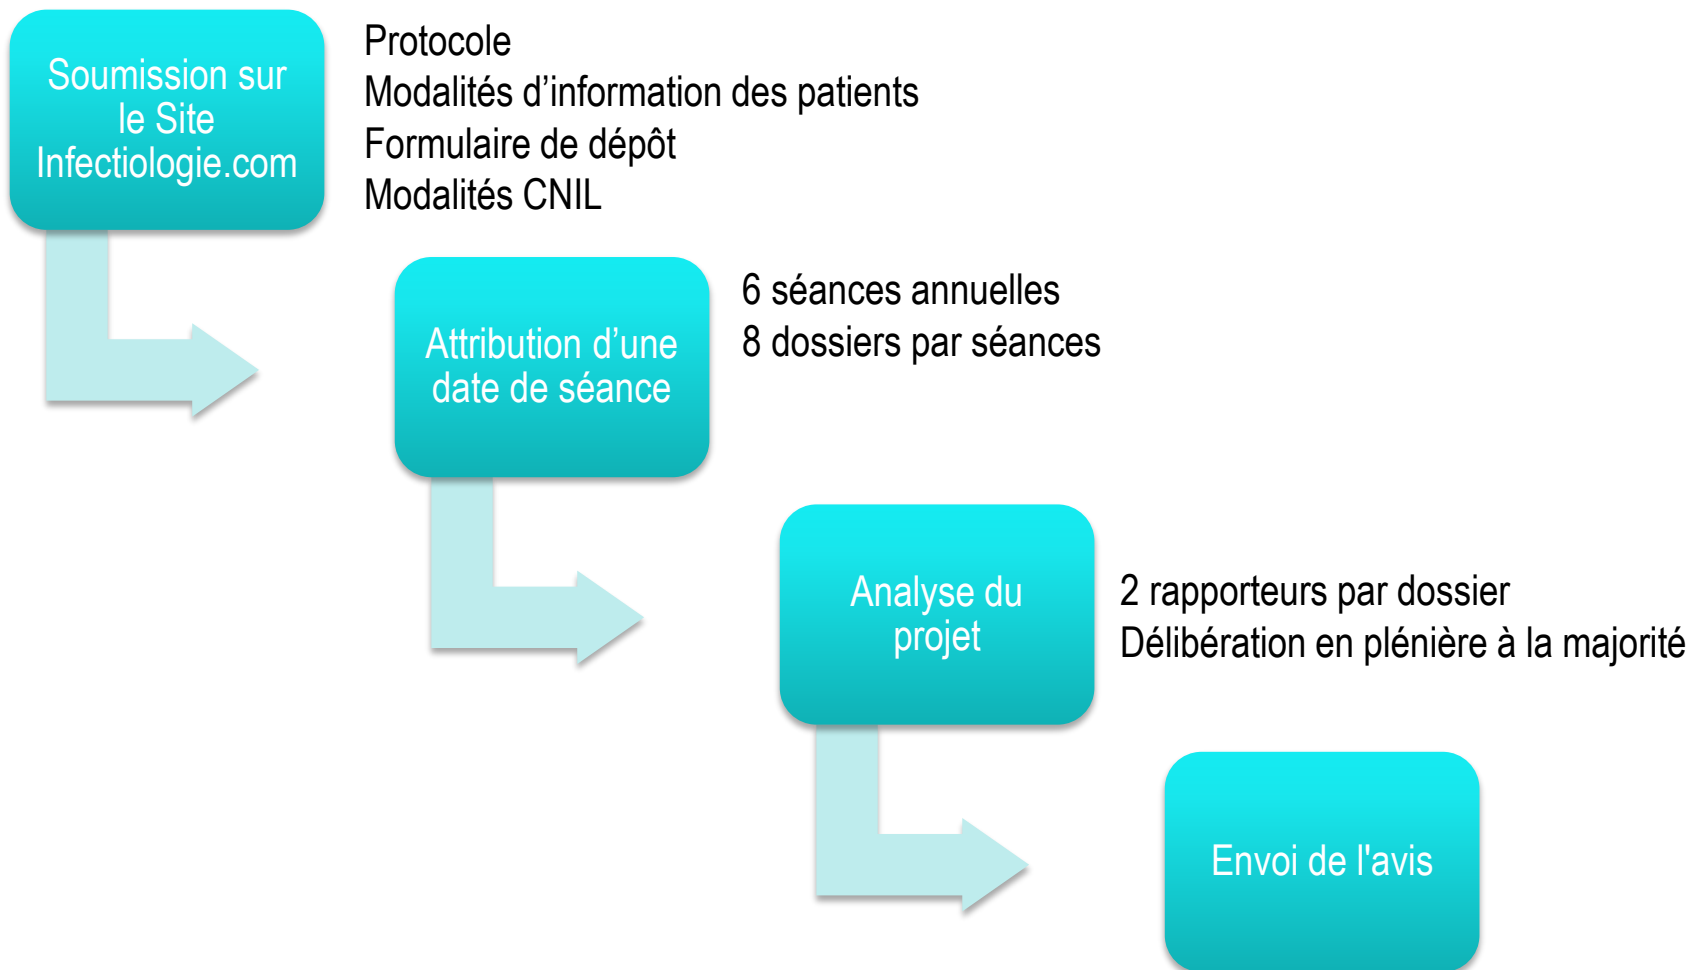 Soumission sur
le Site
Infectiologie.com
Protocole
Modalités d’information des patients
Formulaire de dépôt
Modalités CNIL
Attribution d’une
date de séance
6 séances annuelles
8 dossiers par séances
Analyse du
projet
2 rapporteurs par dossier
Délibération en plénière à la majorité
Envoi de l'avis